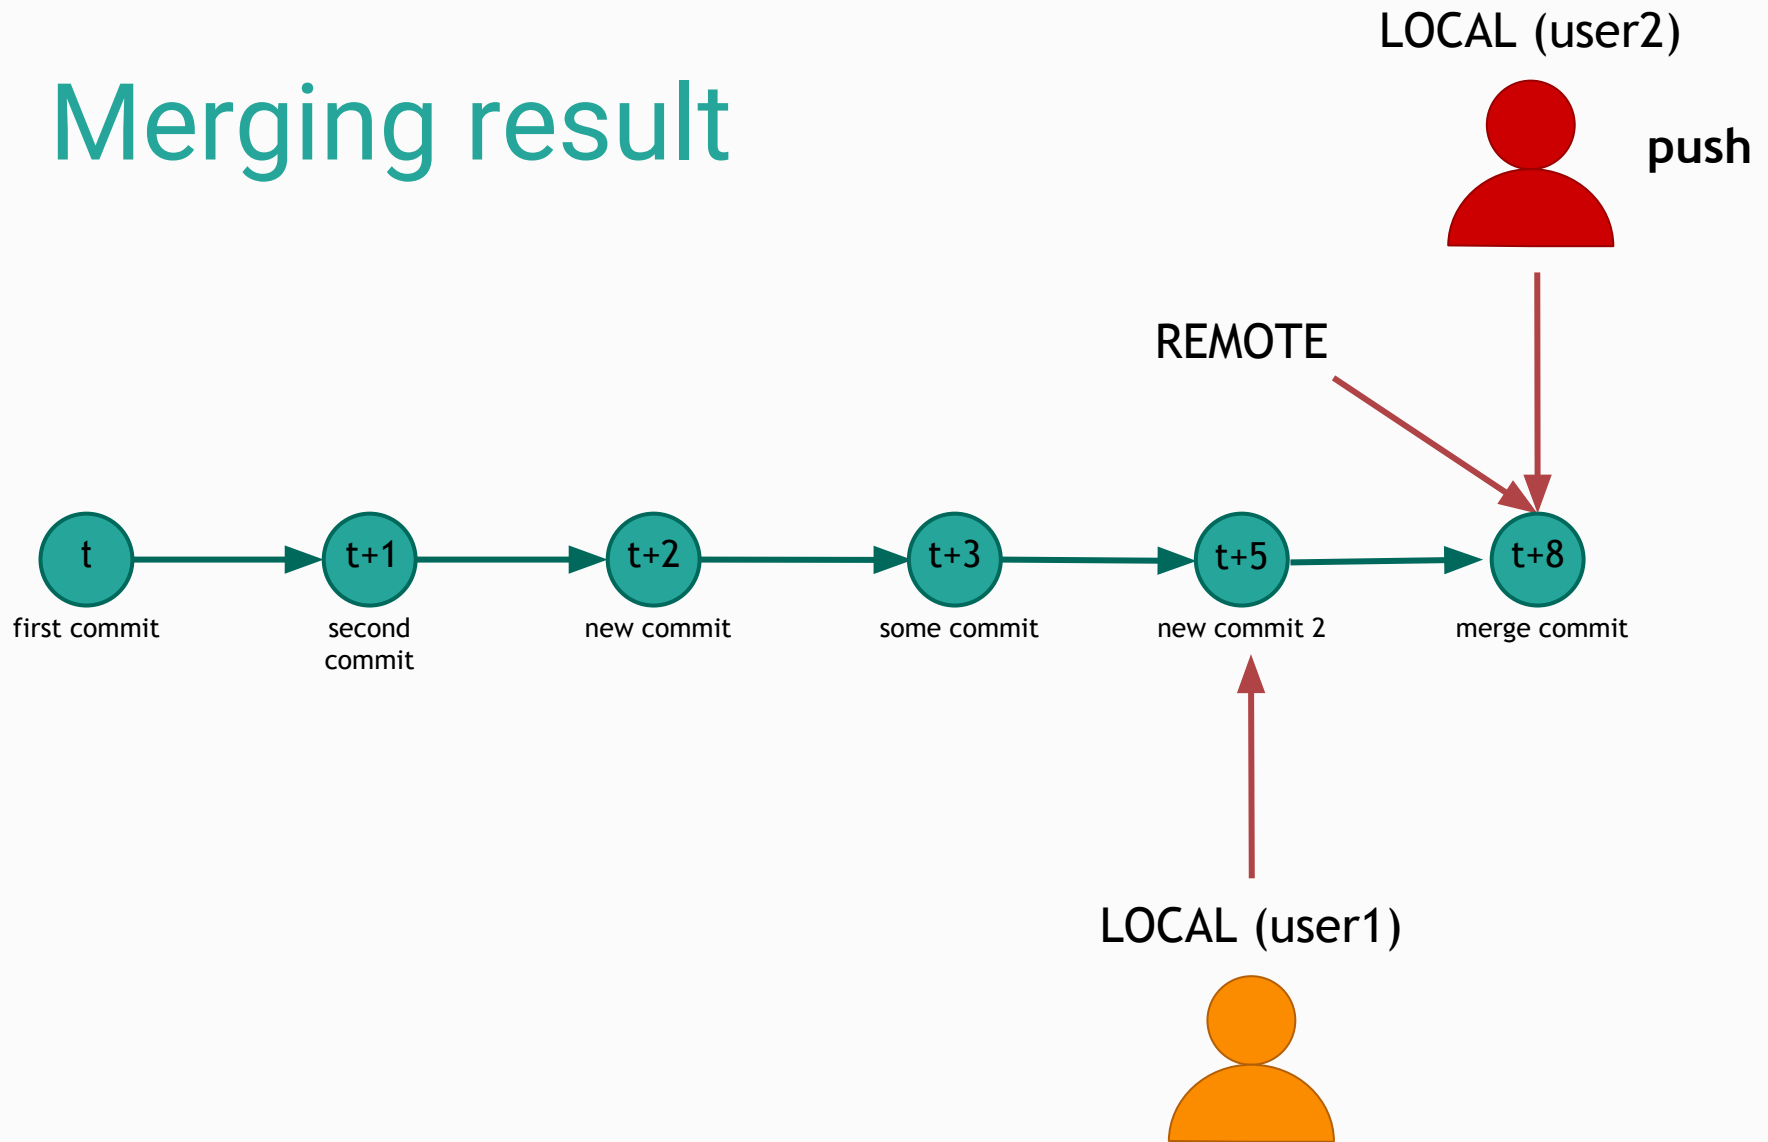 LOCAL (user2)
Merging result
push
REMOTE
t
t+1
t+2
t+3
t+5
t+8
first commit
second
commit
new commit
some commit
new commit 2
merge commit
LOCAL (user1)